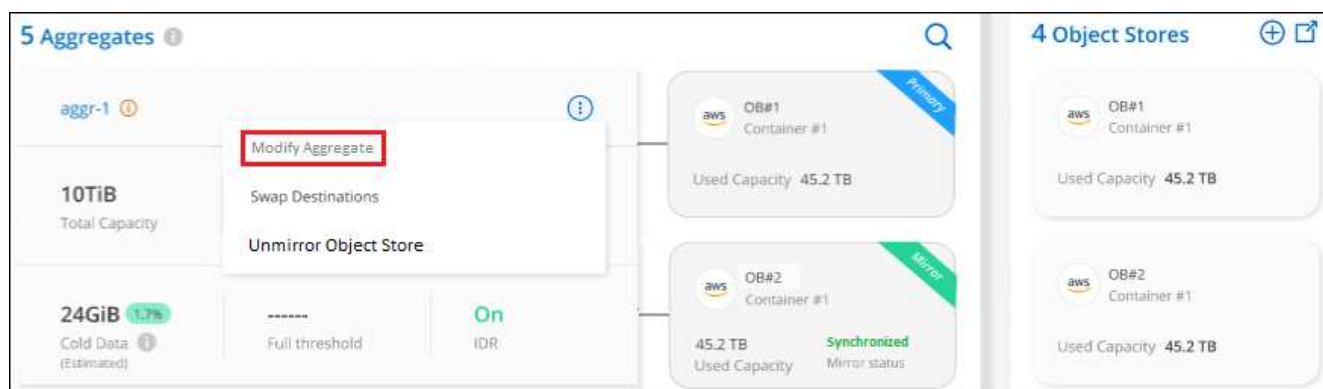 5 Aggregates
aggr-1
Modify Aggregate
Swap Destinations
Unmirror Object Store
10TiB
Total Capacity
24GiB 1.7%
Cold Data
(Estimated)
------
Full threshold
On
IDR
Primary
aws
OB#1
Container #1
Used Capacity 45.2 TB
Mirror
aws
OB#2
Container #1
45.2 TB
Used Capacity
Synchronized
Mirror status
4 Object Stores
aws
OB#1
Container #1
Used Capacity 45.2 TB
aws
OB#2
Container #1
Used Capacity 45.2 TB